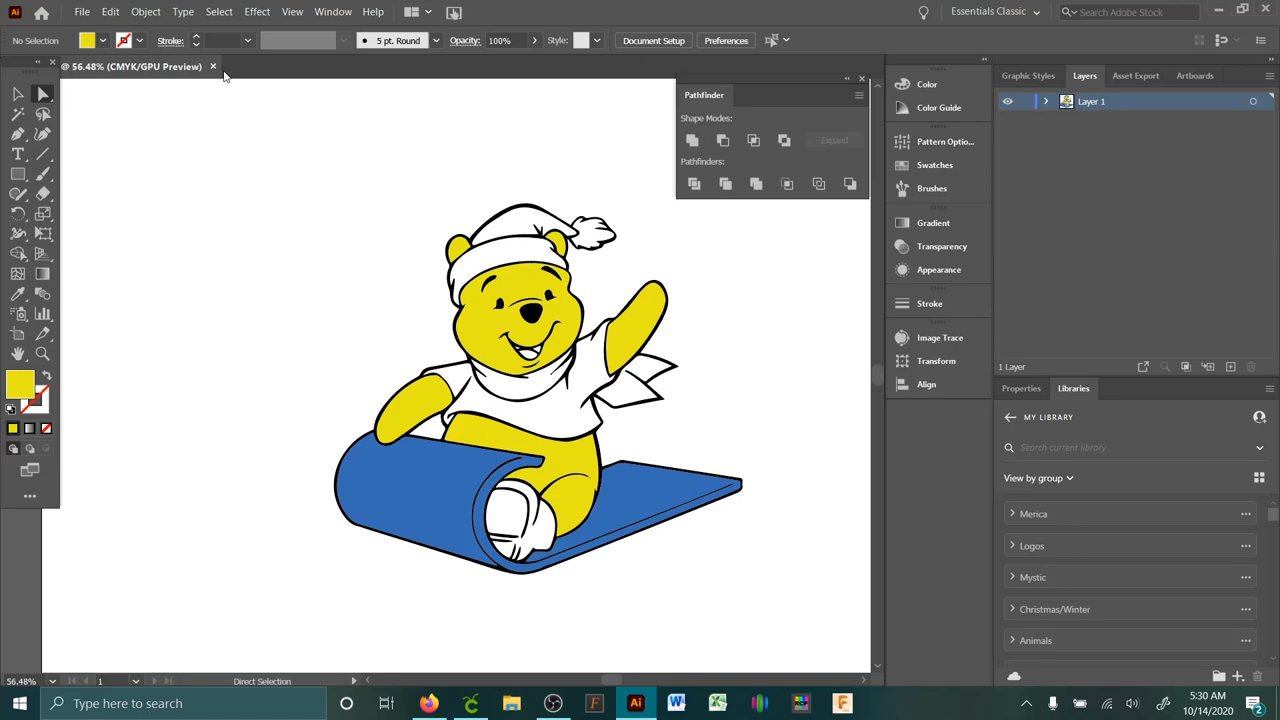 Ai File Edit Object Type Select Effect View Window Help Essentials Classic Search Adobe Stock
No Selection Stroke: 5 pt. Round Opacity: 100% Style: Document Setup Preferences
@ 56.48% (CMYK/GPU Preview)
Pathfinder
Shape Modes:
Expand
Pathfinders:
Color
Color Guide
Pattern Optio...
Swatches
Brushes
Gradient
Transparency
Appearance
Stroke
Image Trace
Transform
Align
Graphic Styles Layers Asset Export Artboards
Layer 1
1 Layer
Properties Libraries
MY LIBRARY
Search current library
View by group
Merica
Logos
Mystic
Christmas/Winter
Animals
56.48% 1 Direct Selection
Type here to search
5:30 AM
10/14/2020
2